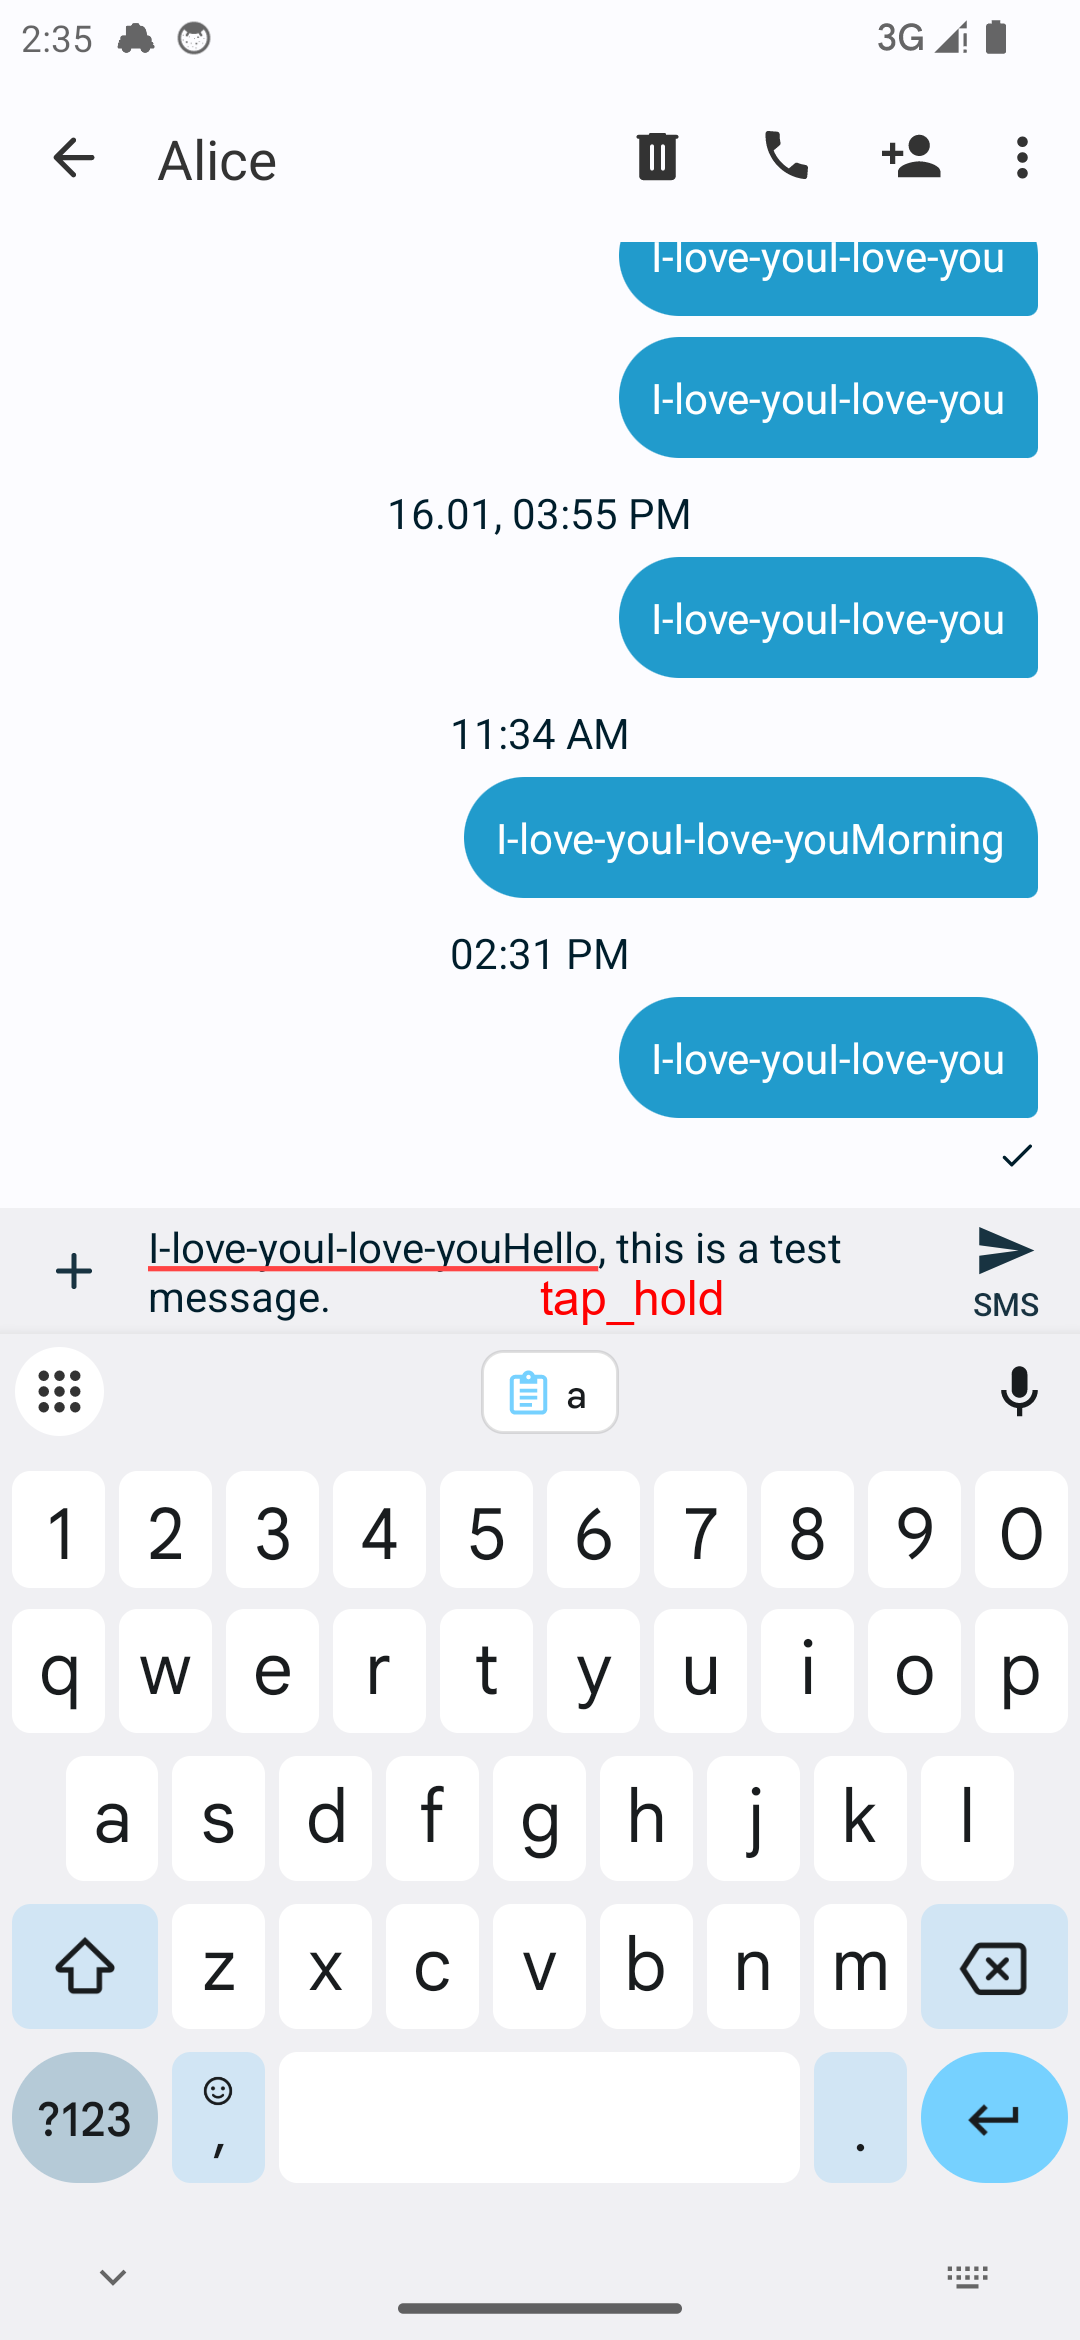 2:35
3G
Alice
I-love-youI-love-you
I-love-youI-love-you
16.01, 03:55 PM
I-love-youI-love-you
11:34 AM
I-love-youI-love-youMorning
02:31 PM
I-love-youI-love-you
I-love-youI-love-youHello, this is a test
message.
tap_hold
SMS
a
1 2 3 4 5 6 7 8 9 0
q w e r t y u i o p
a s d f g h j k l
z x c v b n m
?123 , .